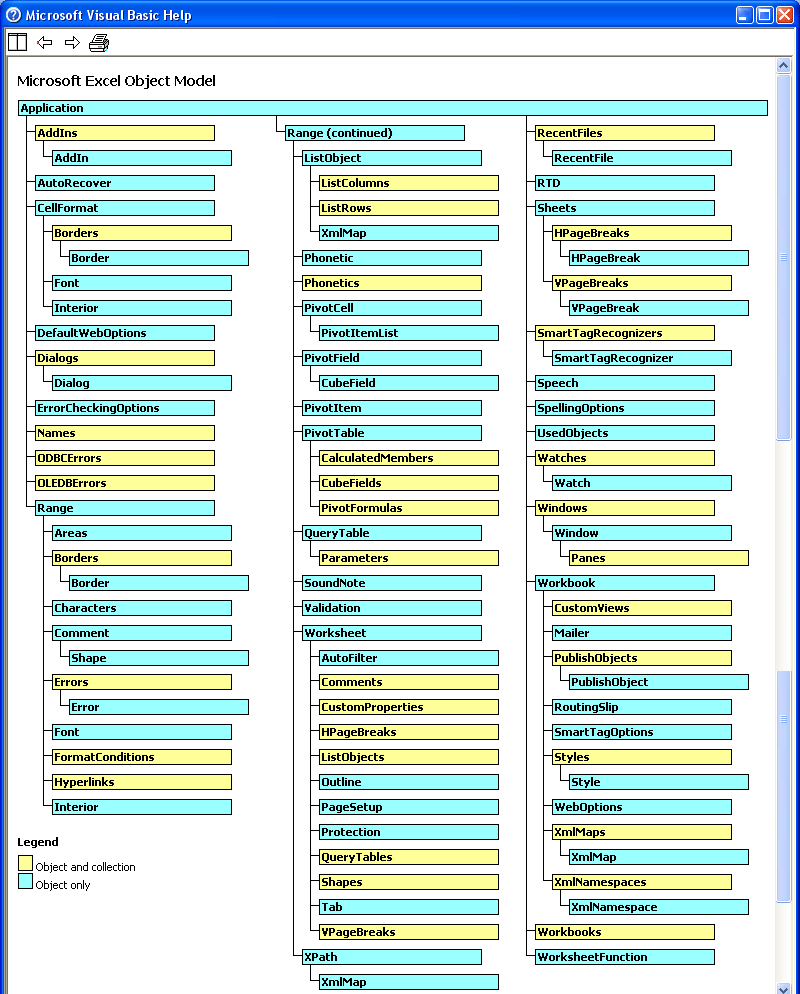 Microsoft Visual Basic Help
Microsoft Excel Object Model
Application
AddIns
AddIn
AutoRecover
CellFormat
Borders
Border
Font
Interior
DefaultWebOptions
Dialogs
Dialog
ErrorCheckingOptions
Names
ODBCErrors
OLEDBErrors
Range
Areas
Borders
Border
Characters
Comment
Shape
Errors
Error
Font
FormatConditions
Hyperlinks
Interior
Range (continued)
ListObject
ListColumns
ListRows
XmlMap
Phonetic
Phonetics
PivotCell
PivotItemList
PivotField
CubeField
PivotItem
PivotTable
CalculatedMembers
CubeFields
PivotFormulas
QueryTable
Parameters
SoundNote
Validation
Worksheet
AutoFilter
Comments
CustomProperties
HPageBreaks
ListObjects
Outline
PageSetup
Protection
QueryTables
Shapes
Tab
VPageBreaks
XPath
XmlMap
RecentFiles
RecentFile
RTD
Sheets
HPageBreaks
HPageBreak
VPageBreaks
VPageBreak
SmartTagRecognizers
SmartTagRecognizer
Speech
SpellingOptions
UsedObjects
Watches
Watch
Windows
Window
Panes
Workbook
CustomViews
Mailer
PublishObjects
PublishObject
RoutingSlip
SmartTagOptions
Styles
Style
WebOptions
XmlMaps
XmlMap
XmlNamespaces
XmlNamespace
Workbooks
WorksheetFunction
Legend
Object and collection
Object only